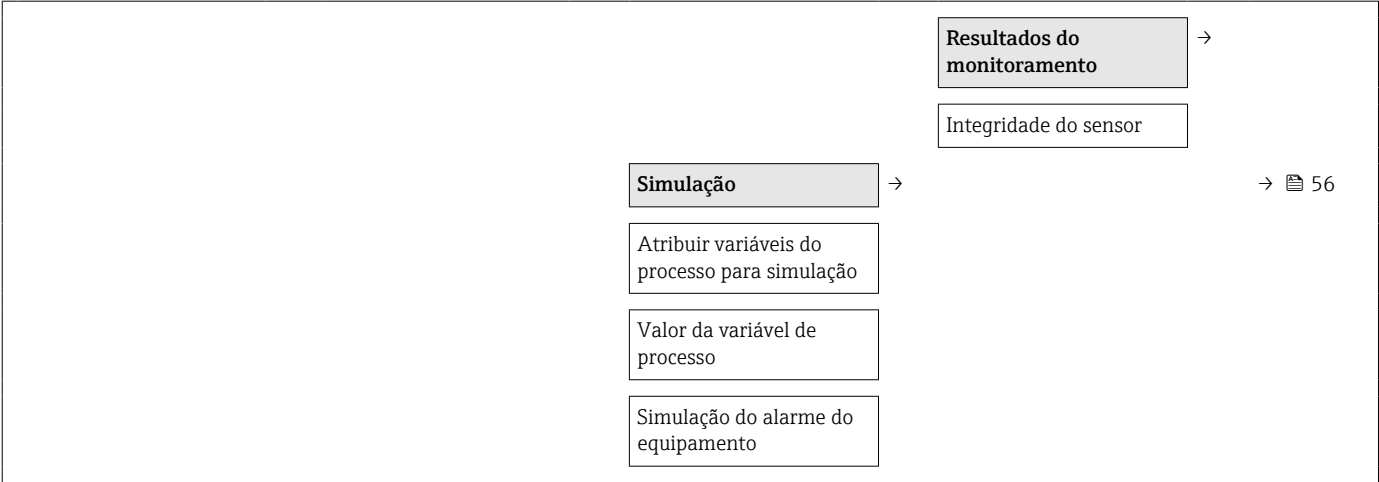 Resultados do →
monitoramento
Integridade do sensor
Simulação → → 56
Atribuir variáveis do
processo para simulação
Valor da variável de
processo
Simulação do alarme do
equipamento